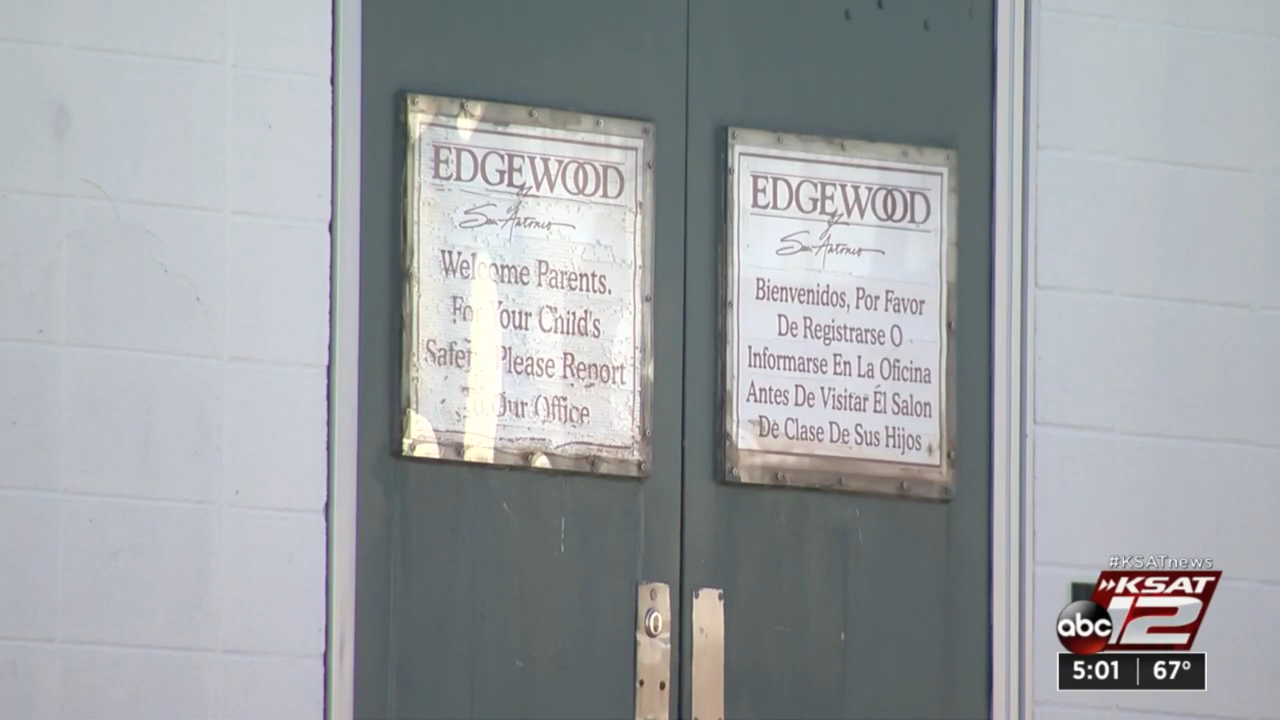 EDGEWOOD
of
San Antonio
Welcome Parents.
For Your Child's
Safety Please Report
To Our Office
EDGEWOOD
of
San Antonio
Bienvenidos, Por Favor
De Registrarse O
Informarse En La Oficina
Antes De Visitar Él Salon
De Clase De Sus Hijos
#KSATnews
KSAT
abc 12
5:01 67°